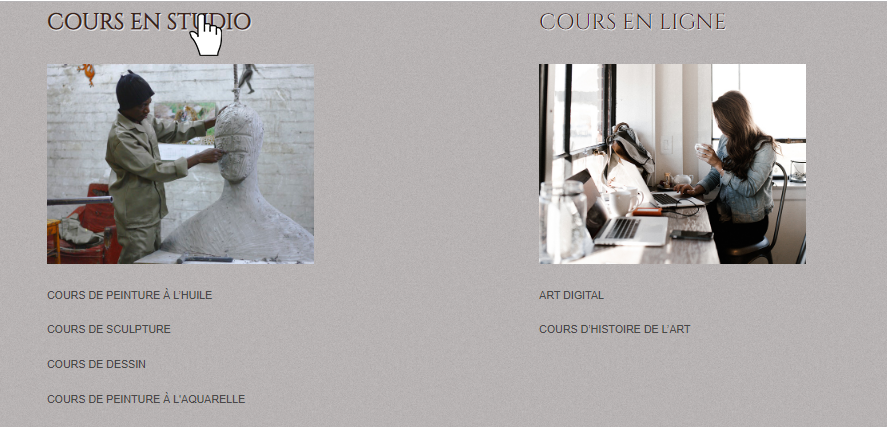 COURS EN STUDIO
COURS DE PEINTURE À L'HUILE
COURS DE SCULPTURE
COURS DE DESSIN
COURS DE PEINTURE À L'AQUARELLE
COURS EN LIGNE
ART DIGITAL
COURS D'HISTOIRE DE L'ART